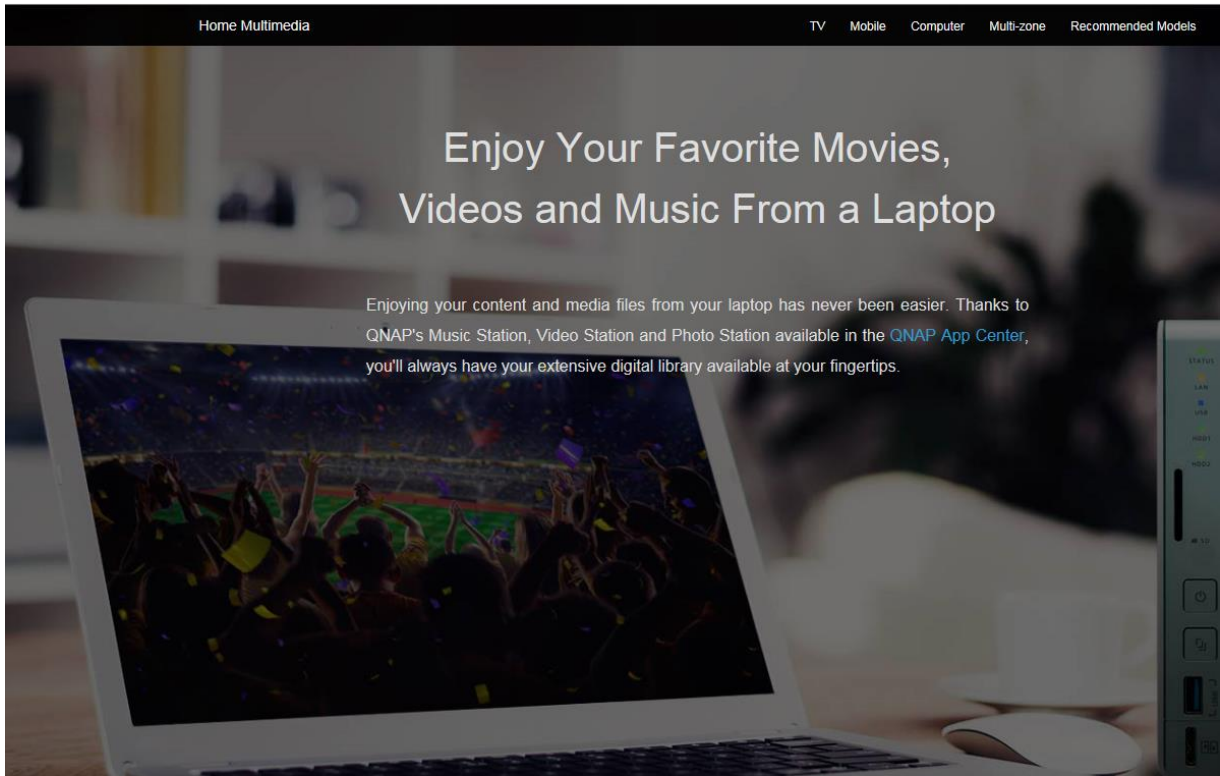 Home Multimedia TV Mobile Computer Multi-zone Recommended Models
Enjoy Your Favorite Movies,
Videos and Music From a Laptop
Enjoying your content and media files from your laptop has never been easier. Thanks to
QNAP's Music Station, Video Station and Photo Station available in the QNAP App Center,
you'll always have your extensive digital library available at your fingertips.
STATUS
LAN
USB
HDD1
HDD2
SD